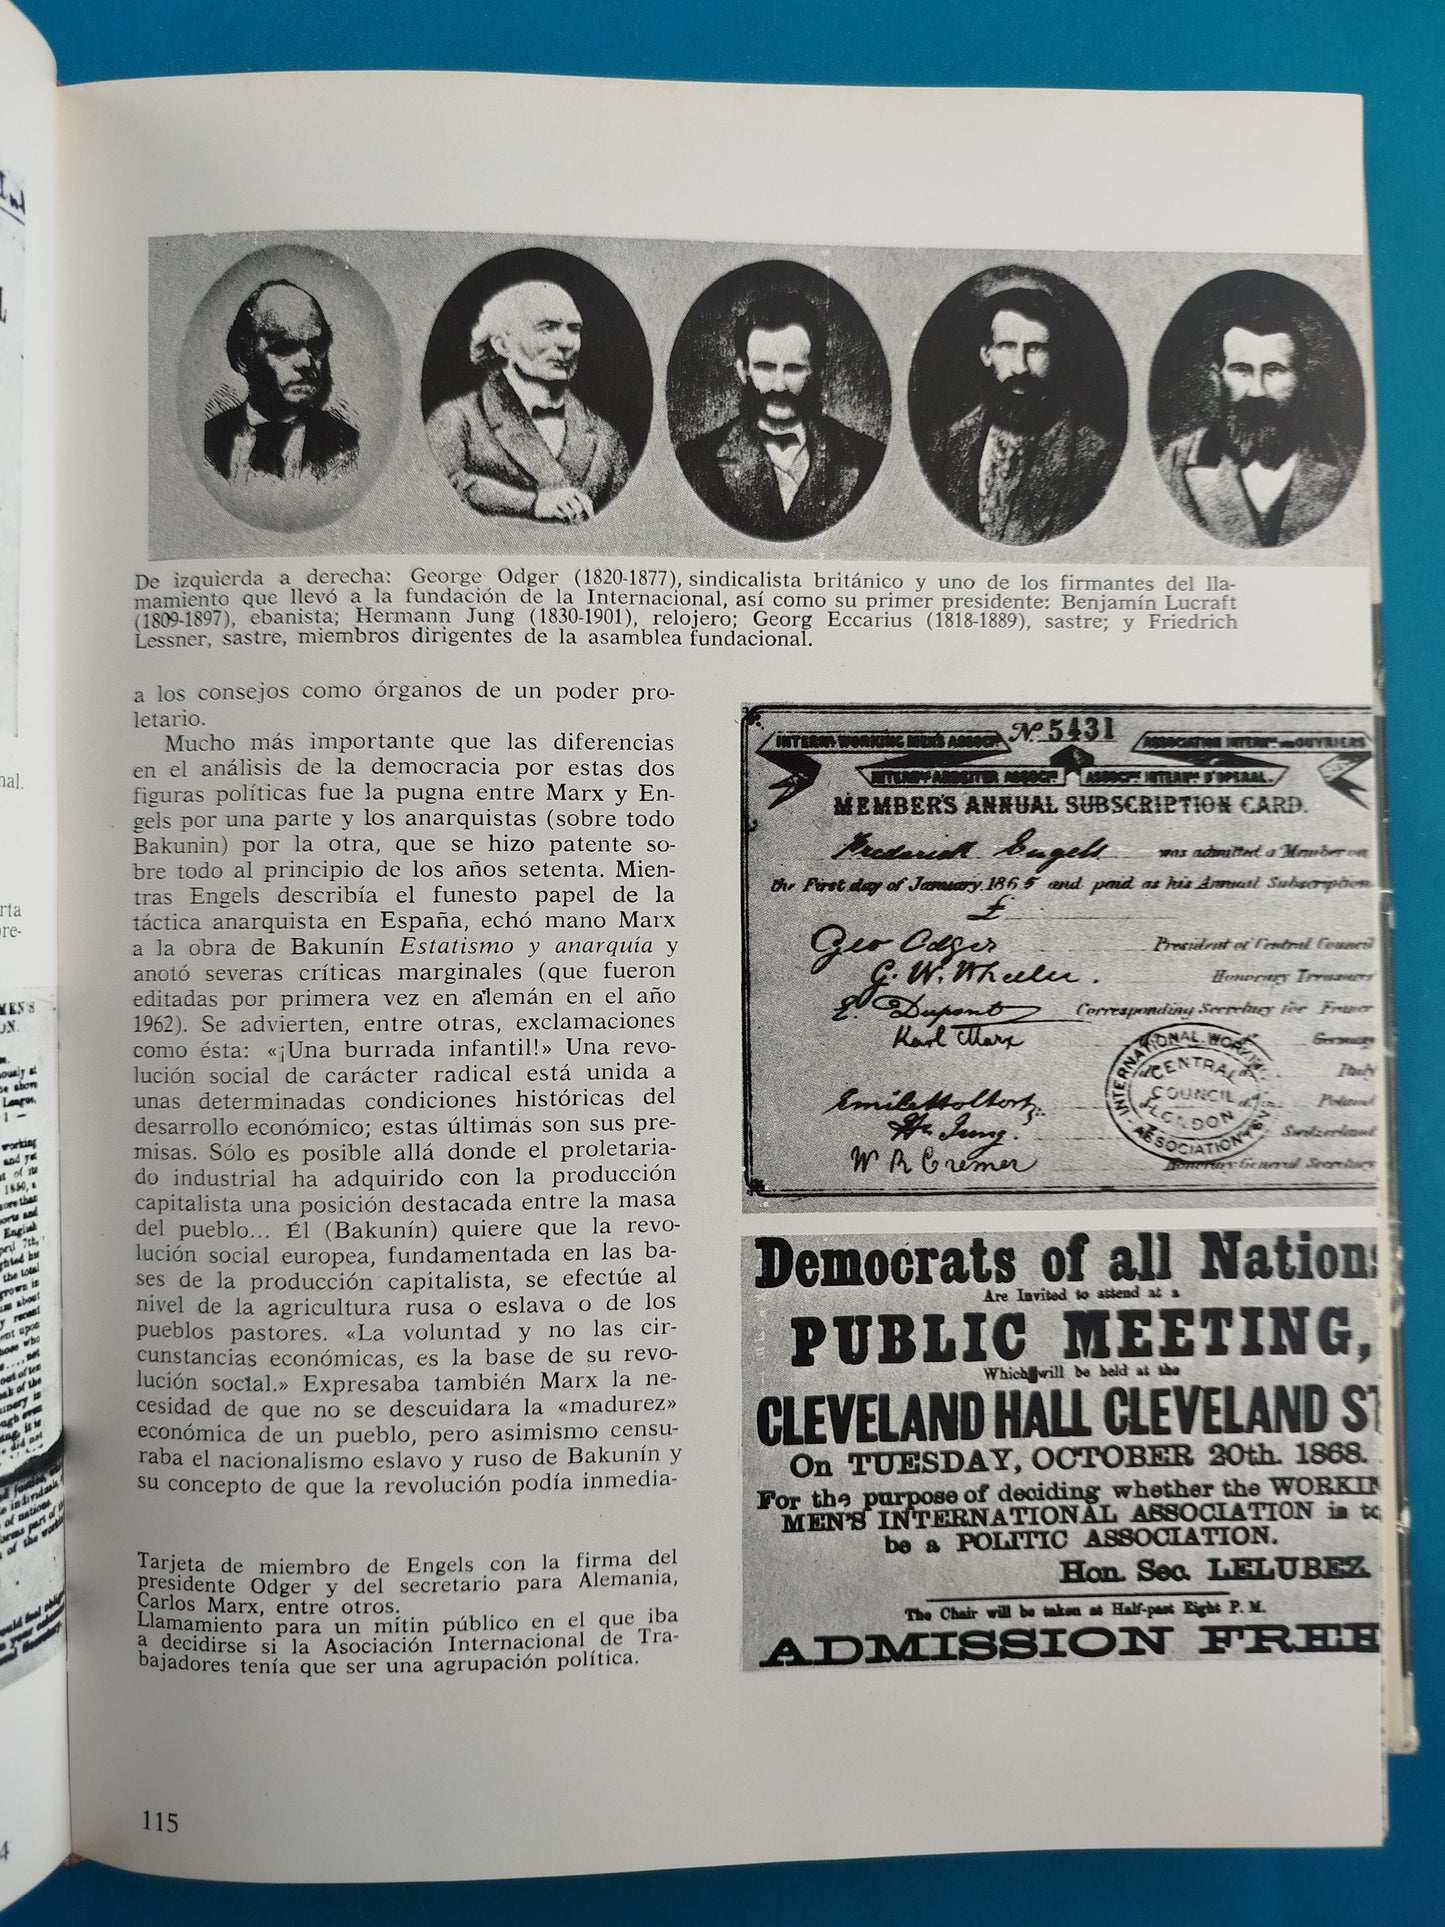 De izquierda a derecha: George Odger (1820-1877), sindicalista británico y uno de los firmantes del lla-
mamiento que llevó a la fundación de la Internacional, así como su primer presidente: Benjamín Lucraft
(1809-1897), ebanista; Hermann Jung (1830-1901), relojero; Georg Eccarius (1818-1889), sastre; y Friedrich
Lessner, sastre, miembros dirigentes de la asamblea fundacional.
a los consejos como órganos de un poder pro-
letario.
Mucho más importante que las diferencias
en el análisis de la democracia por estas dos
figuras políticas fue la pugna entre Marx y En-
gels por una parte y los anarquistas (sobre todo
Bakunin) por la otra, que se hizo patente so-
bre todo al principio de los años setenta. Mien-
tras Engels describía el funesto papel de la
táctica anarquista en España, echó mano Marx
a la obra de Bakunín Estatismo y anarquía y
anotó severas críticas marginales (que fueron
editadas por primera vez en alemán en el año
1962). Se advierten, entre otras, exclamaciones
como ésta: «¡Una burrada infantil!» Una revo-
lución social de carácter radical está unida a
unas determinadas condiciones históricas del
desarrollo económico; estas últimas son sus pre-
misas. Sólo es posible allá donde el proletaria-
do industrial ha adquirido con la producción
capitalista una posición destacada entre la masa
del pueblo... Él (Bakunín) quiere que la revo-
lución social europea, fundamentada en las ba-
ses de la producción capitalista, se efectúe al
nivel de la agricultura rusa o eslava o de los
pueblos pastores. «La voluntad y no las cir-
cunstancias económicas, es la base de su revo-
lución social.» Expresaba también Marx la ne-
cesidad de que no se descuidara la «madurez»
económica de un pueblo, pero asimismo censu-
raba el nacionalismo eslavo y ruso de Bakunín y
su concepto de que la revolución podía inmedia-
Tarjeta de miembro de Engels con la firma del
presidente Odger y del secretario para Alemania,
Carlos Marx, entre otros.
Llamamiento para un mitin público en el que iba
a decidirse si la Asociación Internacional de Tra-
bajadores tenía que ser una agrupación política.
115
Nº 5431
INTERN. WORKING MEN'S ASSOCN.
ASSOCIATION INTERN. DES OUVRIERS
INTERN. ARBEITER ASSOCN.
ASSOCN. INTERN. D'OPERAI.
MEMBER'S ANNUAL SUBSCRIPTION CARD.
Frederick Engels was admitted a Member on
the First day of January 1865 and paid as his Annual Subscription
£
Geo Odger President of Central Council
G. W. Wheeler. Honorary Treasurer
E. Dupont Corresponding Secretary for France
Karl Marx Germany
Italy
Poland
H. Jung. Switzerland
W R Cremer Honorary General Secretary
INTERNATIONAL WORKING ASSOCIATION
CENTRAL COUNCIL LONDON
Democrats of all Nations
Are Invited to attend at a
PUBLIC MEETING,
Which will be held at the
CLEVELAND HALL CLEVELAND ST
On TUESDAY, OCTOBER 20th. 1868.
For the purpose of deciding whether the WORKIN
MEN'S INTERNATIONAL ASSOCIATION is to
be a POLITIC ASSOCIATION.
Hon. Sec. LELUBEZ.
The Chair will be taken at Half-past Eight P. M.
ADMISSION FREE